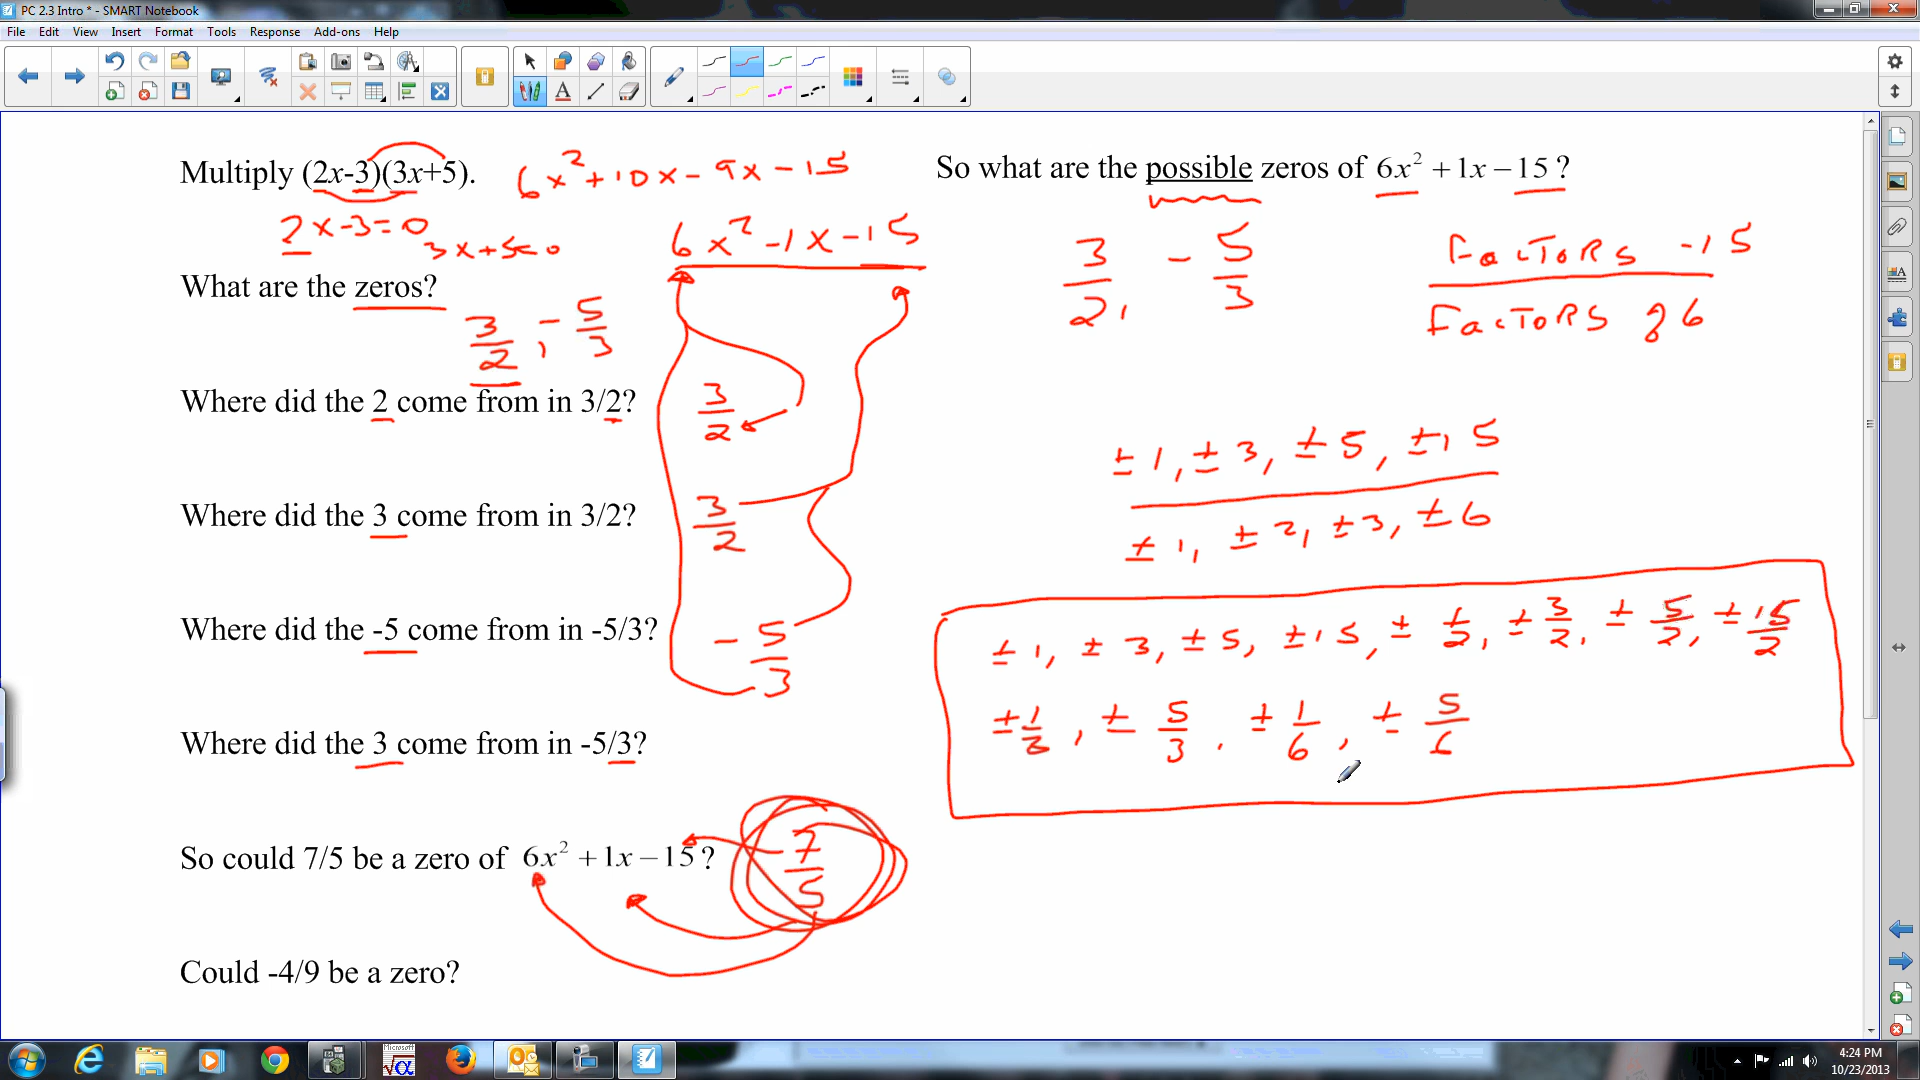 PC 2.3 Intro * - SMART Notebook
File Edit View Insert Format Tools Response Add-ons Help
Multiply (2x-3)(3x+5). 6x² + 10x - 9x - 15
2x-3=0
3x+5=0
6x² - 1x - 15
What are the zeros?
3/2, -5/3
Where did the 2 come from in 3/2?
3/2
Where did the 3 come from in 3/2?
3/2
Where did the -5 come from in -5/3?
-5/3
Where did the 3 come from in -5/3?
So could 7/5 be a zero of 6x² + 1x - 15?
7/5
Could -4/9 be a zero?
So what are the possible zeros of 6x² + 1x - 15?
3/2, -5/3
FACTORS -15
FACTORS of 6
±1, ±3, ±5, ±15
±1, ±2, ±3, ±6
±1, ±3, ±5, ±15, ±1/2, ±3/2, ±5/2, ±15/2
±1/3, ±5/3, ±1/6, ±5/6
Microsoft
√α
4:24 PM
10/23/2013